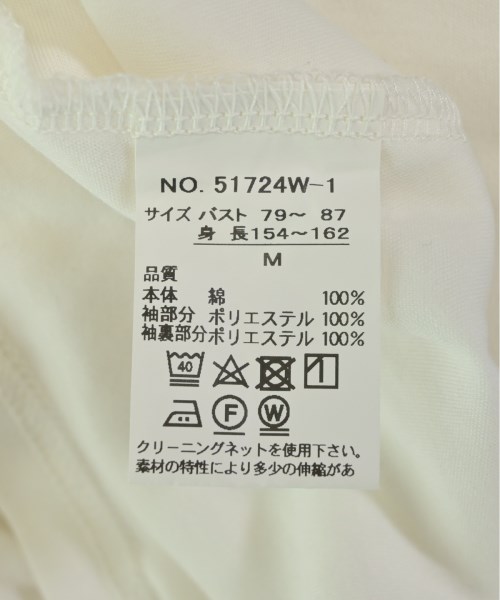 NO. 51724W-1
サイズ バスト 79〜 87
身 長154〜162
M
品質
本体 綿 100%
袖部分 ポリエステル 100%
袖裏部分 ポリエステル 100%
40
F W
クリーニングネットを使用下さい。
素材の特性により多少の伸縮があ